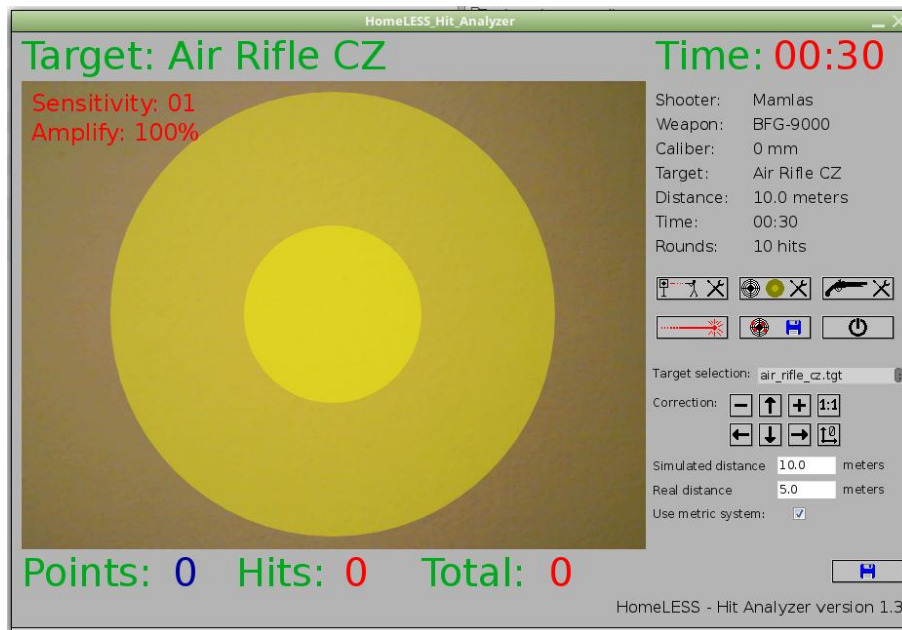 HomeLESS_Hit_Analyzer
Target: Air Rifle CZ
Time: 00:30
Sensitivity: 01
Amplify: 100%
Shooter: Mamlas
Weapon: BFG-9000
Caliber: 0 mm
Target: Air Rifle CZ
Distance: 10.0 meters
Time: 00:30
Rounds: 10 hits
Target selection: air_rifle_cz.tgt
Correction: 1:1
Simulated distance 10.0 meters
Real distance 5.0 meters
Use metric system:
Points: 0 Hits: 0 Total: 0
HomeLESS - Hit Analyzer version 1.3